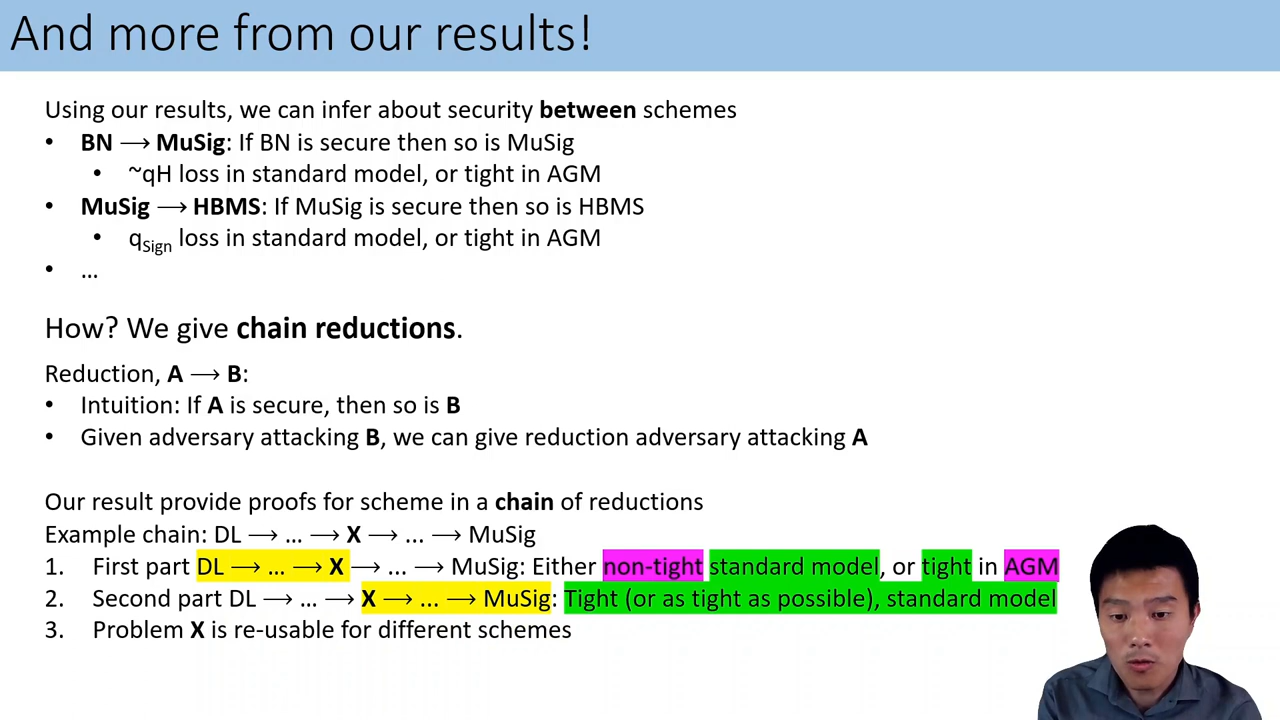 And more from our results!
Using our results, we can infer about security between schemes
• BN ⟶ MuSig: If BN is secure then so is MuSig
• ~qH loss in standard model, or tight in AGM
• MuSig ⟶ HBMS: If MuSig is secure then so is HBMS
• qSign loss in standard model, or tight in AGM
• ...
How? We give chain reductions.
Reduction, A ⟶ B:
• Intuition: If A is secure, then so is B
• Given adversary attacking B, we can give reduction adversary attacking A
Our result provide proofs for scheme in a chain of reductions
Example chain: DL ⟶ ... ⟶ X ⟶ ... ⟶ MuSig
1. First part DL ⟶ ... ⟶ X ⟶ ... ⟶ MuSig: Either non-tight standard model, or tight in AGM
2. Second part DL ⟶ ... ⟶ X ⟶ ... ⟶ MuSig: Tight (or as tight as possible), standard model
3. Problem X is re-usable for different schemes